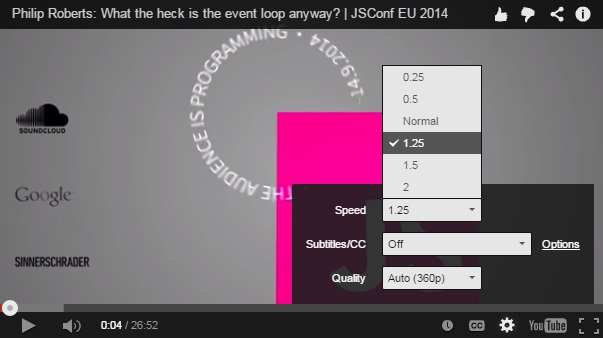 Philip Roberts: What the heck is the event loop anyway? | JSConf EU 2014
THE AUDIENCE IS PROGRAMMING • 14.9.2014
SOUNDCLOUD
Google
SINNERSCHRADER
JS
0.25
0.5
Normal
1.25
1.5
2
Speed 1.25
Subtitles/CC Off Options
Quality Auto (360p)
0:04 / 26:52
CC
YouTube